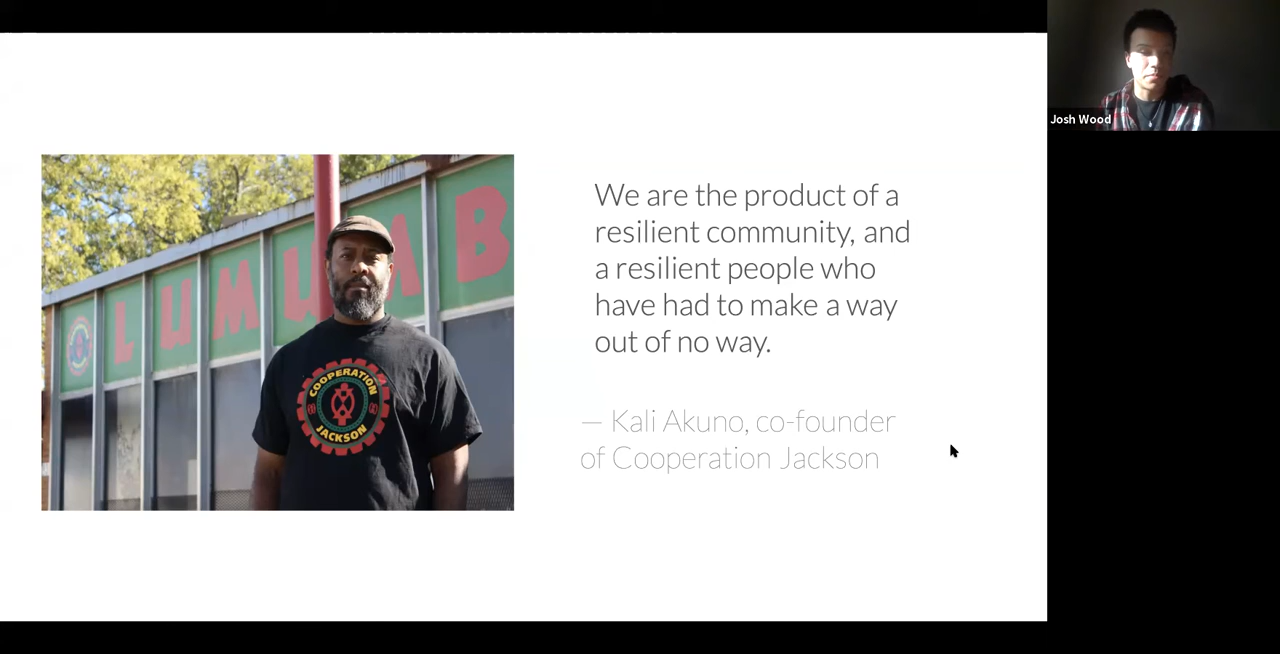 We are the product of a
resilient community, and
a resilient people who
have had to make a way
out of no way.
— Kali Akuno, co-founder
of Cooperation Jackson
LUMUMB
COOPERATION
JACKSON
Josh Wood